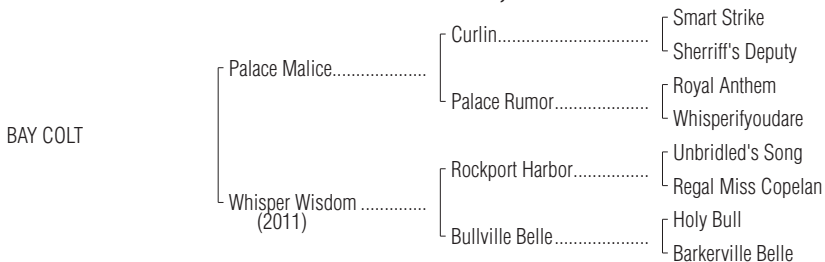 Smart Strike
Curlin................................
Sherriff's Deputy
Palace Malice....................
Royal Anthem
Palace Rumor....................
Whisperifyoudare
BAY COLT
Unbridled's Song
Rockport Harbor................
Regal Miss Copelan
Whisper Wisdom ..............
(2011)
Holy Bull
Bullville Belle....................
Barkerville Belle